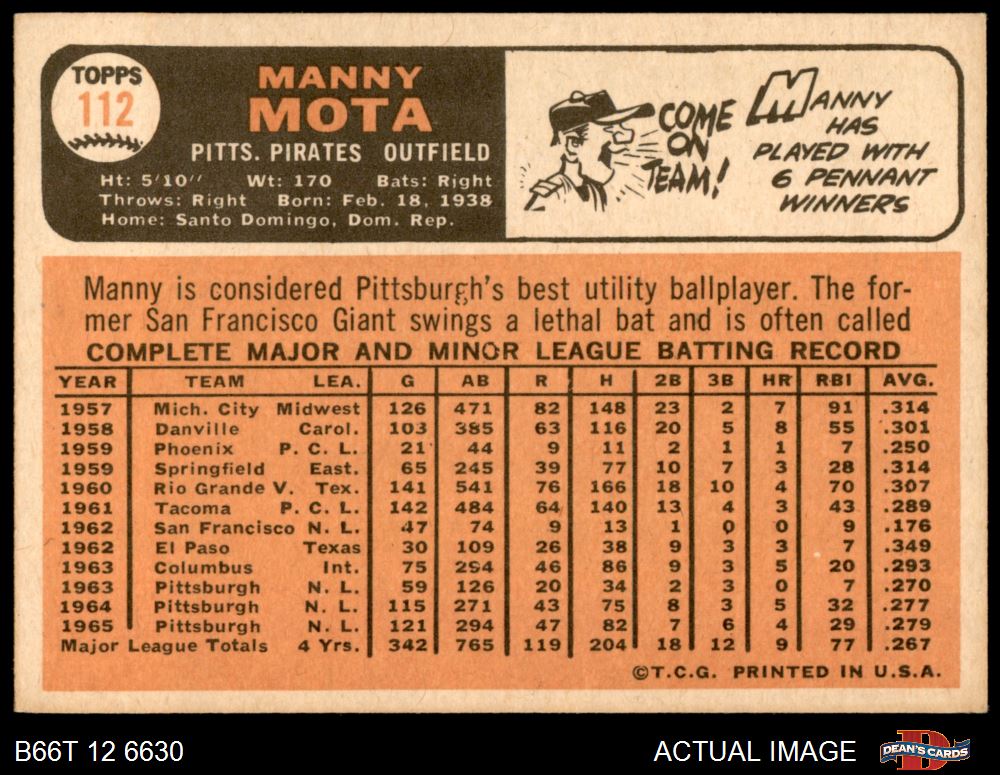 TOPPS
112
MANNY
MOTA
PITTS. PIRATES OUTFIELD
Ht: 5'10" Wt: 170 Bats: Right
Throws: Right Born: Feb. 18, 1938
Home: Santo Domingo, Dom. Rep.
COME
ON
TEAM!
MANNY
HAS
PLAYED WITH
6 PENNANT
WINNERS
Manny is considered Pittsburgh's best utility ballplayer. The for-
mer San Francisco Giant swings a lethal bat and is often called
COMPLETE MAJOR AND MINOR LEAGUE BATTING RECORD
YEAR TEAM LEA. G AB R H 2B 3B HR RBI AVG.
1957 Mich. City Midwest 126 471 82 148 23 2 7 91 .314
1958 Danville Carol. 103 385 63 116 20 5 8 55 .301
1959 Phoenix P. C. L. 21 44 9 11 2 1 1 7 .250
1959 Springfield East. 65 245 39 77 10 7 3 28 .314
1960 Rio Grande V. Tex. 141 541 76 166 18 10 4 70 .307
1961 Tacoma P. C. L. 142 484 64 140 13 4 3 43 .289
1962 San Francisco N. L. 47 74 9 13 1 0 0 9 .176
1962 El Paso Texas 30 109 26 38 9 3 3 7 .349
1963 Columbus Int. 75 294 46 86 9 3 5 20 .293
1963 Pittsburgh N. L. 59 126 20 34 2 3 0 7 .270
1964 Pittsburgh N. L. 115 271 43 75 8 3 5 32 .277
1965 Pittsburgh N. L. 121 294 47 82 7 6 4 29 .279
Major League Totals 4 Yrs. 342 765 119 204 18 12 9 77 .267
©T.C.G. PRINTED IN U.S.A.
B66T 12 6630
ACTUAL IMAGE
D
DEAN'S CARDS